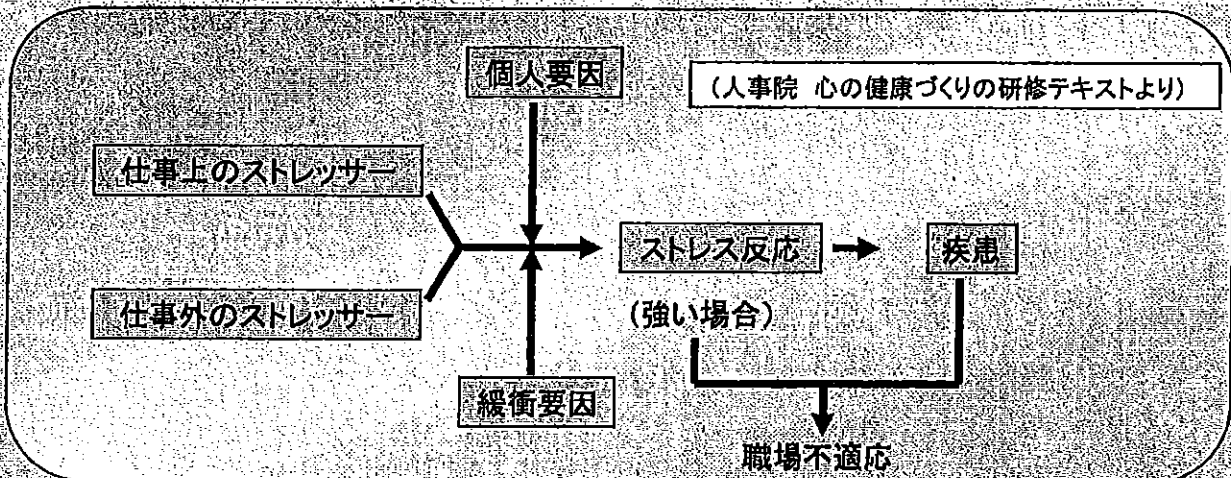 個人要因
(人事院 心の健康づくりの研修テキストより)
仕事上のストレッサー
ストレス反応
疾患
仕事外のストレッサー
(強い場合)
緩衝要因
職場不適応